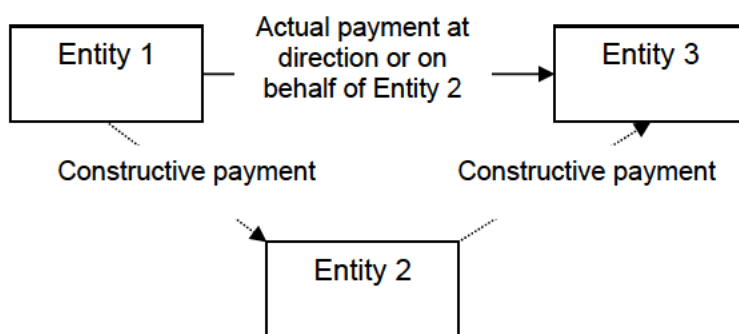 Entity 1
Actual payment at
direction or on
behalf of Entity 2
Entity 3
Constructive payment
Constructive payment
Entity 2